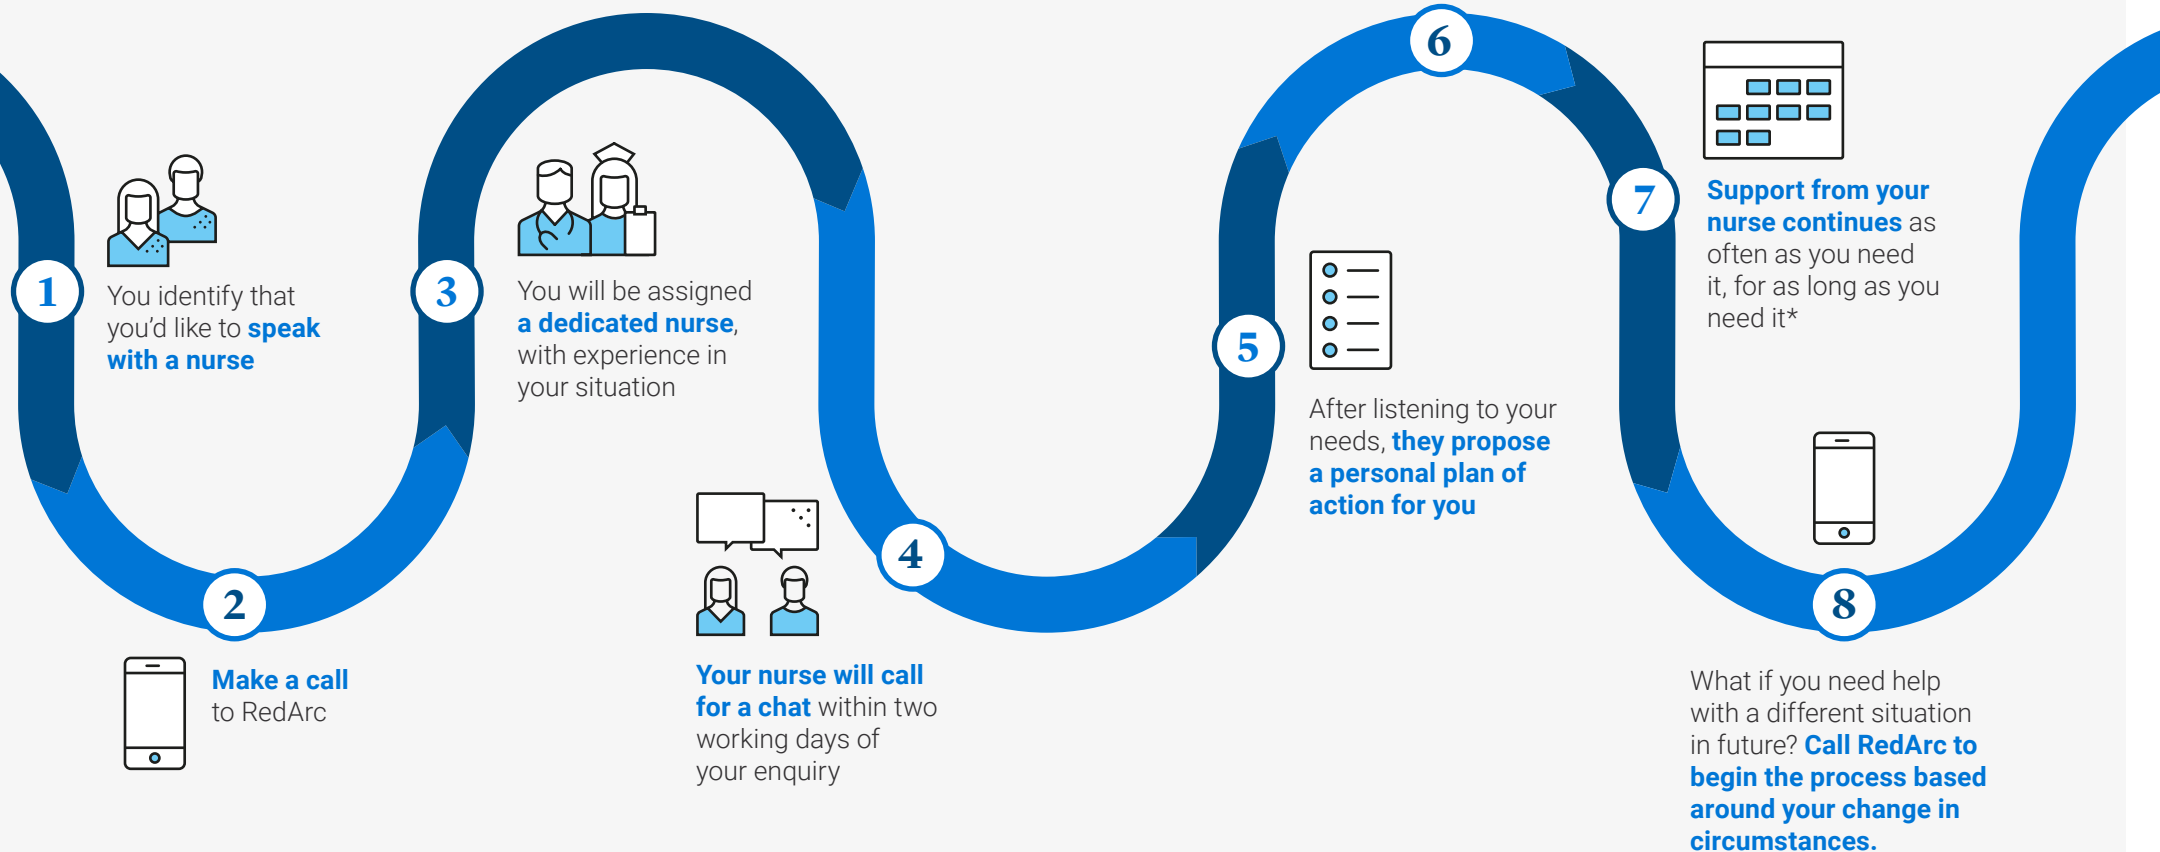 1
You identify that
you’d like to speak
with a nurse
2
Make a call
to RedArc
3
You will be assigned
a dedicated nurse,
with experience in
your situation
4
Your nurse will call
for a chat within two
working days of
your enquiry
5
After listening to your
needs, they propose
a personal plan of
action for you
6
7
Support from your
nurse continues as
often as you need
it, for as long as you
need it*
8
What if you need help
with a different situation
in future? Call RedArc to
begin the process based
around your change in
circumstances.